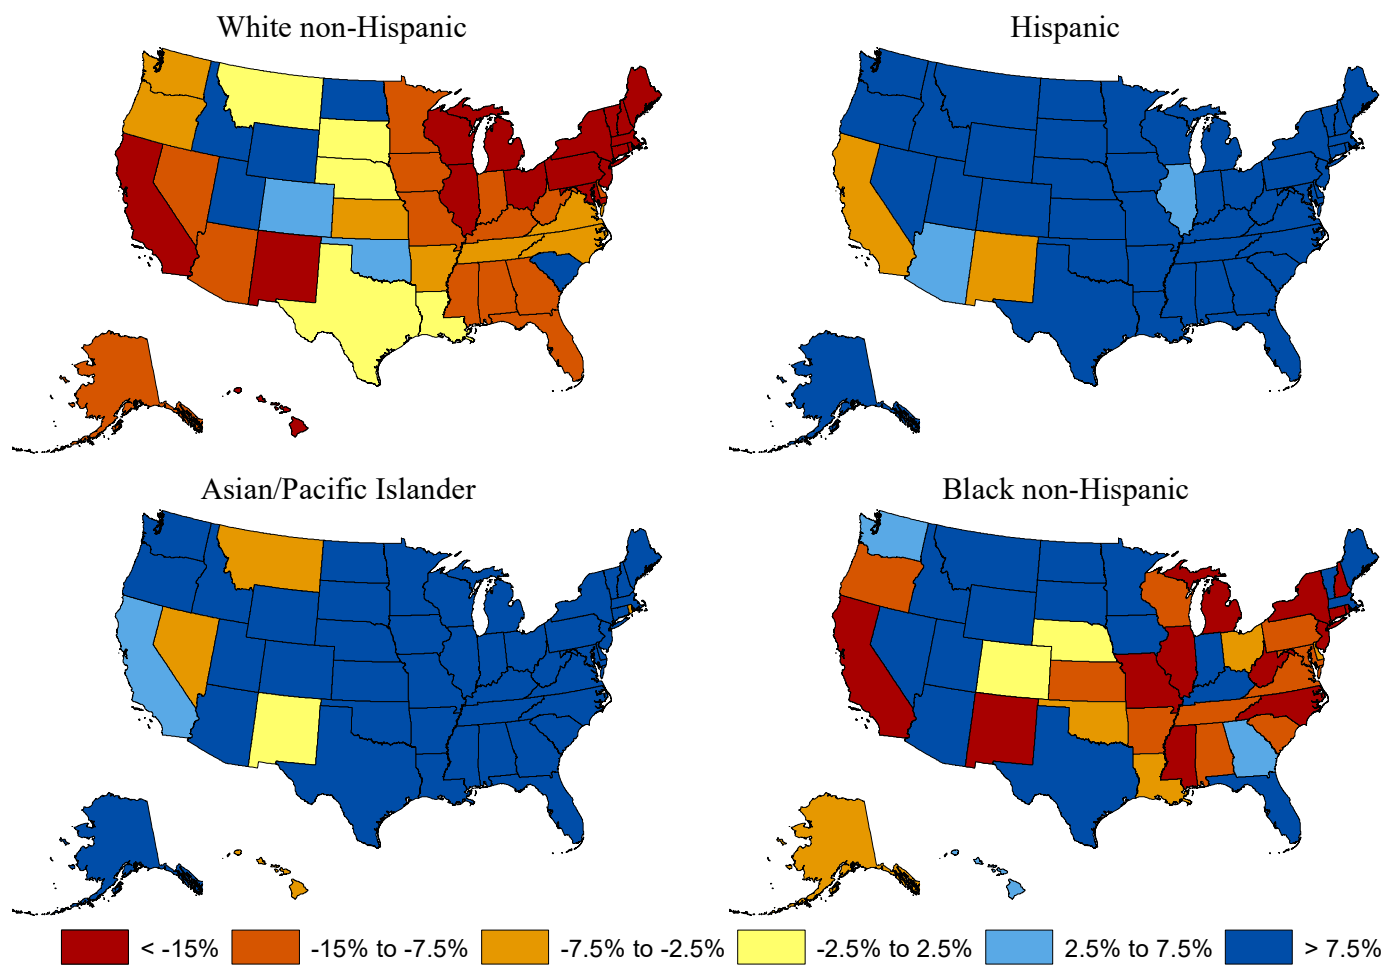 White non-Hispanic
Hispanic
Asian/Pacific Islander
Black non-Hispanic
< -15%
-15% to -7.5%
-7.5% to -2.5%
-2.5% to 2.5%
2.5% to 7.5%
> 7.5%